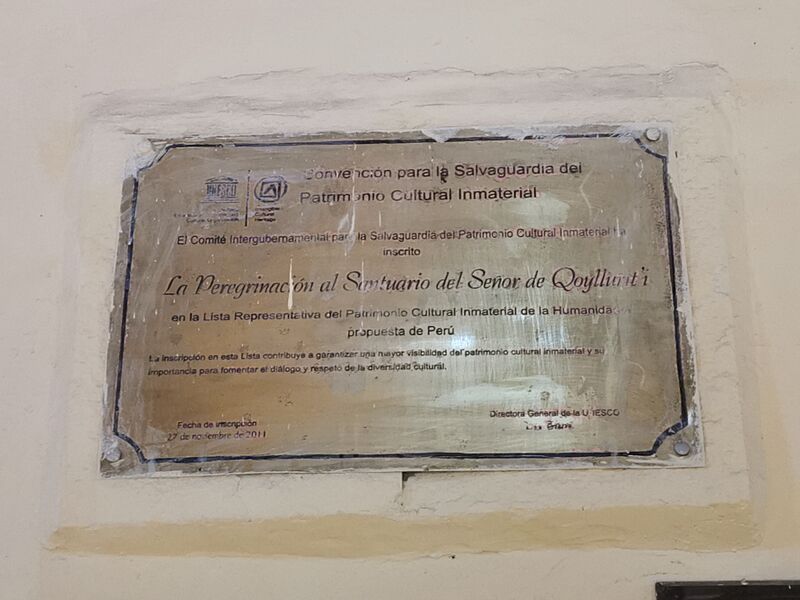 UNESCO
Convención para la Salvaguardia del
Patrimonio Cultural Inmaterial
Intangible
Cultural
Heritage
El Comité Intergubernamental para la Salvaguardia del Patrimonio Cultural Inmaterial ha
inscrito
La Peregrinación al Santuario del Señor de Qoyllurit'i
en la Lista Representativa del Patrimonio Cultural Inmaterial de la Humanidad a
propuesta de Perú
La inscripción en esta Lista contribuye a garantizar una mayor visibilidad del patrimonio cultural inmaterial y su
importancia para fomentar el diálogo y respeto de la diversidad cultural.
Fecha de inscripción
27 de noviembre de 2011
Directora General de la UNESCO